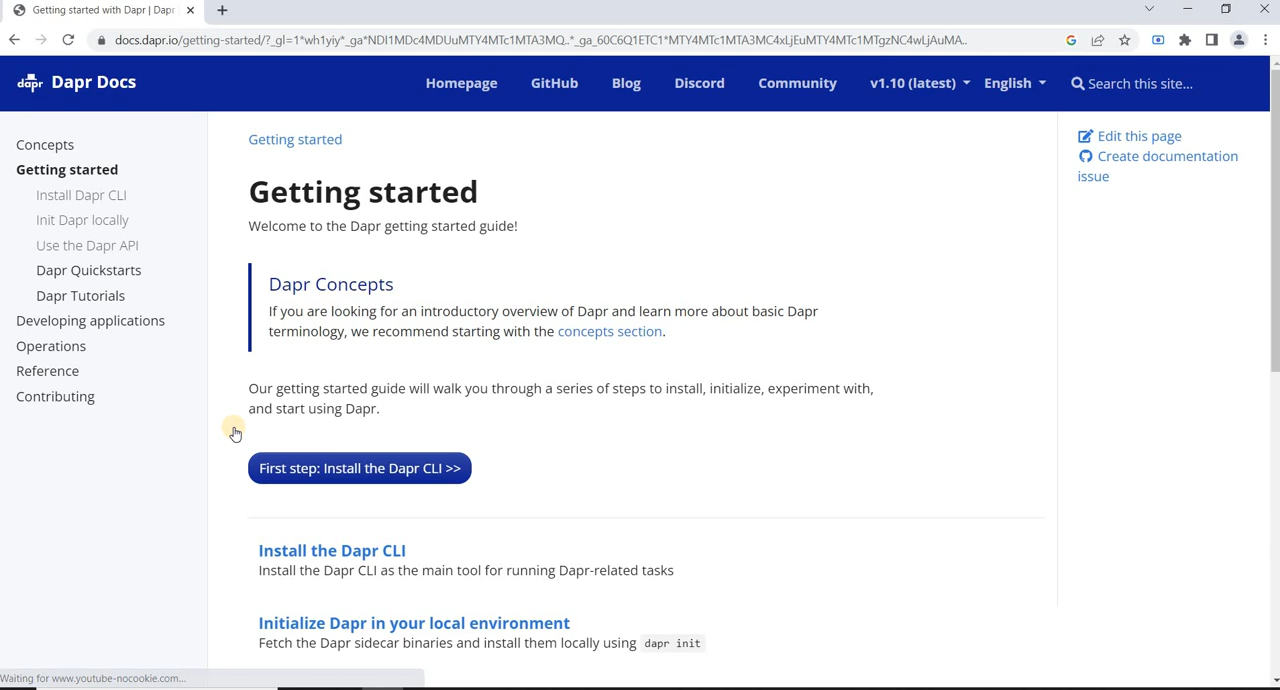 Getting started with Dapr | Dapr
docs.dapr.io/getting-started/?_gl=1*wh1yiy*_ga*NDI1MDc4MDUuMTY4MTc1MTA3MQ..*_ga_60C6Q1ETC1*MTY4MTc1MTA3MC4xLjEuMTY4MTc1MTgzNC4wLjAuMA..
dapr Dapr Docs
Homepage GitHub Blog Discord Community v1.10 (latest) English Search this site...
Concepts
Getting started
Install Dapr CLI
Init Dapr locally
Use the Dapr API
Dapr Quickstarts
Dapr Tutorials
Developing applications
Operations
Reference
Contributing
Getting started
Getting started
Welcome to the Dapr getting started guide!
Dapr Concepts
If you are looking for an introductory overview of Dapr and learn more about basic Dapr
terminology, we recommend starting with the concepts section.
Our getting started guide will walk you through a series of steps to install, initialize, experiment with,
and start using Dapr.
First step: Install the Dapr CLI >>
Install the Dapr CLI
Install the Dapr CLI as the main tool for running Dapr-related tasks
Initialize Dapr in your local environment
Fetch the Dapr sidecar binaries and install them locally using dapr init
Edit this page
Create documentation
issue
Waiting for www.youtube-nocookie.com...